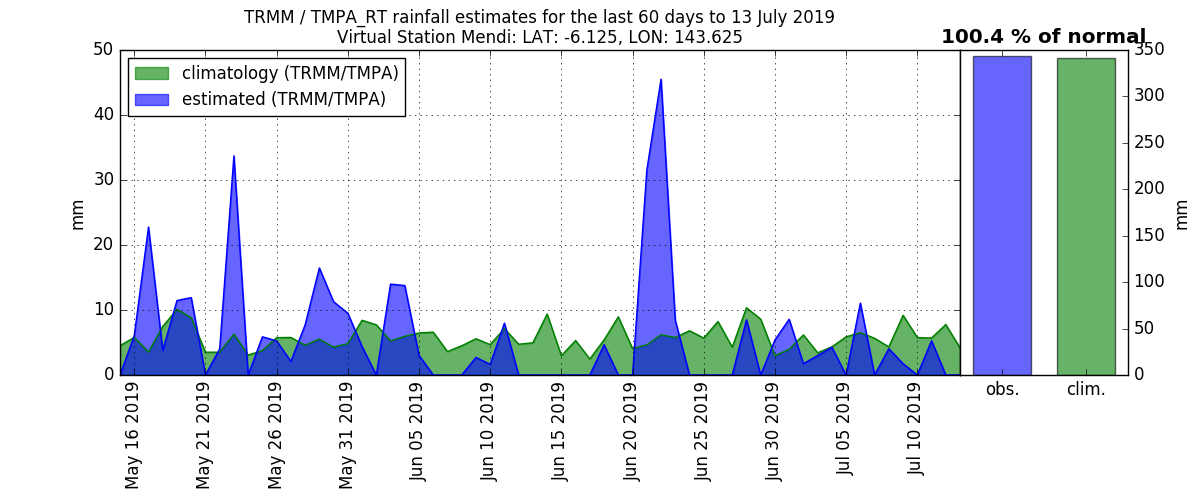 TRMM / TMPA_RT rainfall estimates for the last 60 days to 13 July 2019
Virtual Station Mendi: LAT: -6.125, LON: 143.625
100.4 % of normal
climatology (TRMM/TMPA)
estimated (TRMM/TMPA)
50
40
30
20
10
0
mm
350
300
250
200
150
100
50
0
mm
May 16 2019
May 21 2019
May 26 2019
May 31 2019
Jun 05 2019
Jun 10 2019
Jun 15 2019
Jun 20 2019
Jun 25 2019
Jun 30 2019
Jul 05 2019
Jul 10 2019
obs.
clim.